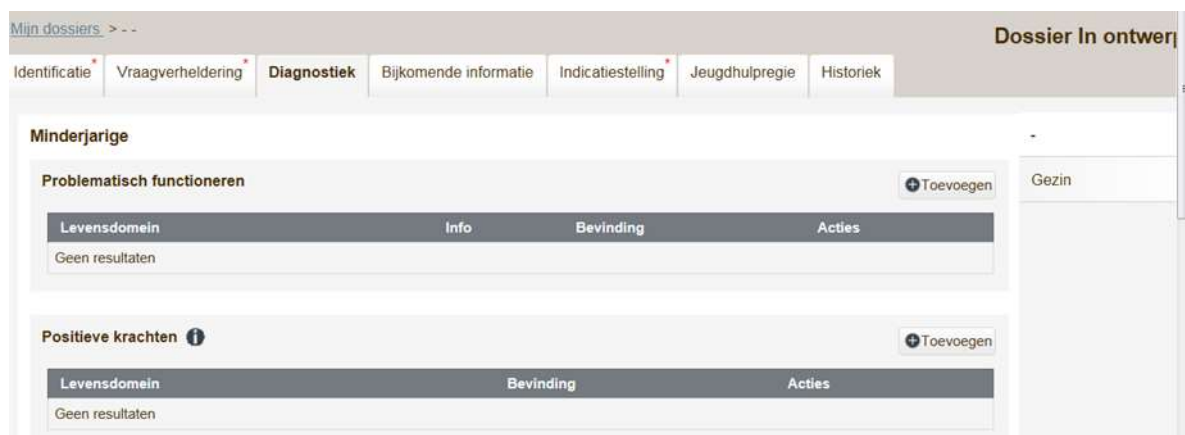 Mijn dossiers > - -
Dossier In ontwerp
Identificatie* Vraagverheldering* Diagnostiek Bijkomende informatie Indicatiestelling* Jeugdhulpregie Historiek
Minderjarige
-
Problematisch functioneren
Toevoegen
Gezin
Levensdomein Info Bevinding Acties
Geen resultaten
Positieve krachten
Toevoegen
Levensdomein Bevinding Acties
Geen resultaten